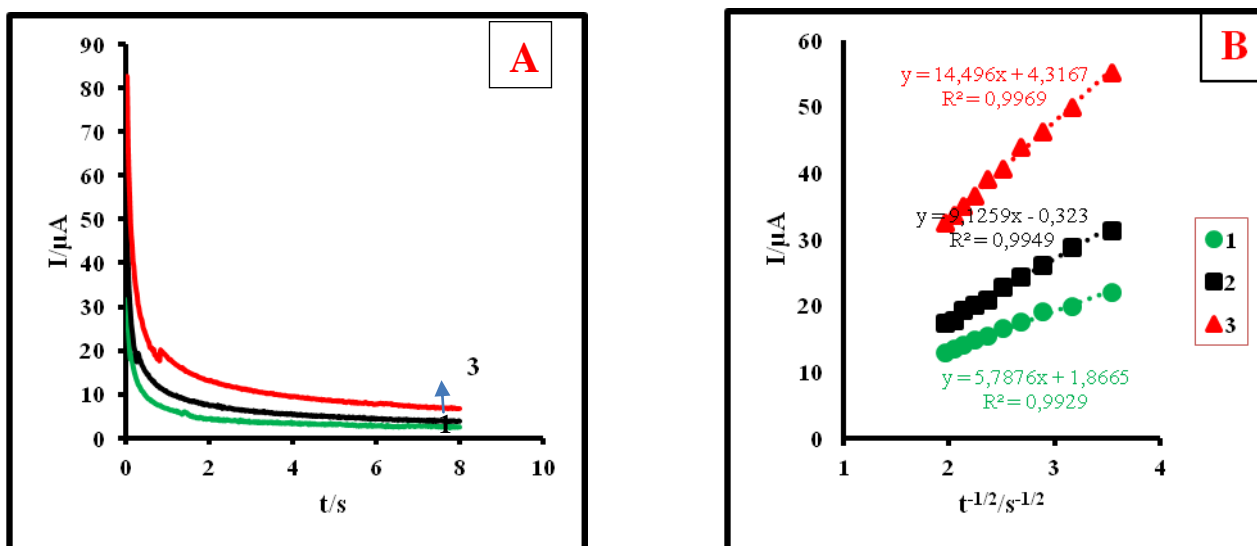 A
I/µA
90
80
70
60
50
40
30
20
10
0
0 2 4 6 8 10
t/s
3
1
B
I/µA
60
50
40
30
20
10
0
1 2 3 4
t-1/2/s-1/2
y = 14,496x + 4,3167
R² = 0,9969
y = 9,1259x - 0,323
R² = 0,9949
y = 5,7876x + 1,8665
R² = 0,9929
1
2
3